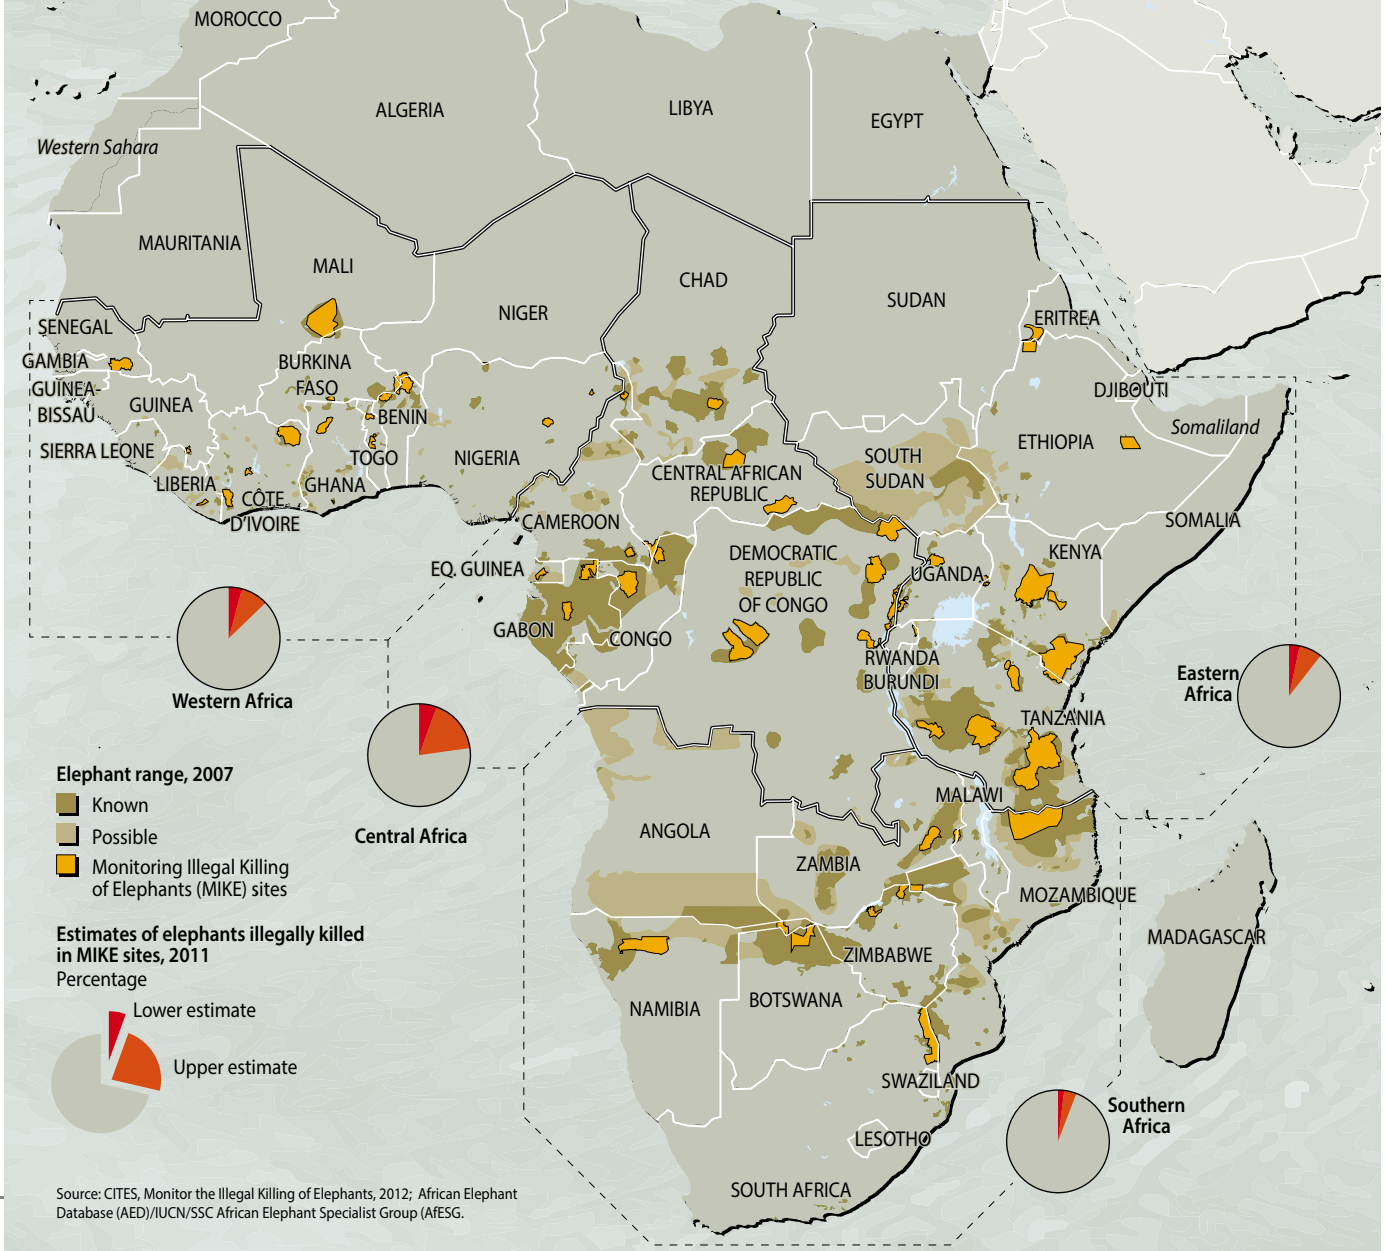 MOROCCO
ALGERIA
LIBYA
EGYPT
Western Sahara
MAURITANIA
MALI
NIGER
CHAD
SUDAN
ERITREA
SENEGAL
GAMBIA
GUINEA-
BISSAU
GUINEA
SIERRA LEONE
LIBERIA
CÔTE
D'IVOIRE
BURKINA
FASO
GHANA
TOGO
BENIN
NIGERIA
CAMEROON
CENTRAL AFRICAN
REPUBLIC
SOUTH
SUDAN
ETHIOPIA
DJIBOUTI
Somaliland
SOMALIA
KENYA
UGANDA
EQ. GUINEA
GABON
CONGO
DEMOCRATIC
REPUBLIC
OF CONGO
RWANDA
BURUNDI
TANZANIA
Western Africa
Central Africa
Eastern
Africa
ANGOLA
ZAMBIA
MALAWI
MOZAMBIQUE
MADAGASCAR
ZIMBABWE
NAMIBIA
BOTSWANA
SWAZILAND
LESOTHO
SOUTH AFRICA
Southern
Africa
Elephant range, 2007
Known
Possible
Monitoring Illegal Killing
of Elephants (MIKE) sites
Estimates of elephants illegally killed
in MIKE sites, 2011
Percentage
Lower estimate
Upper estimate
Source: CITES, Monitor the Illegal Killing of Elephants, 2012; African Elephant
Database (AED)/IUCN/SSC African Elephant Specialist Group (AfESG.